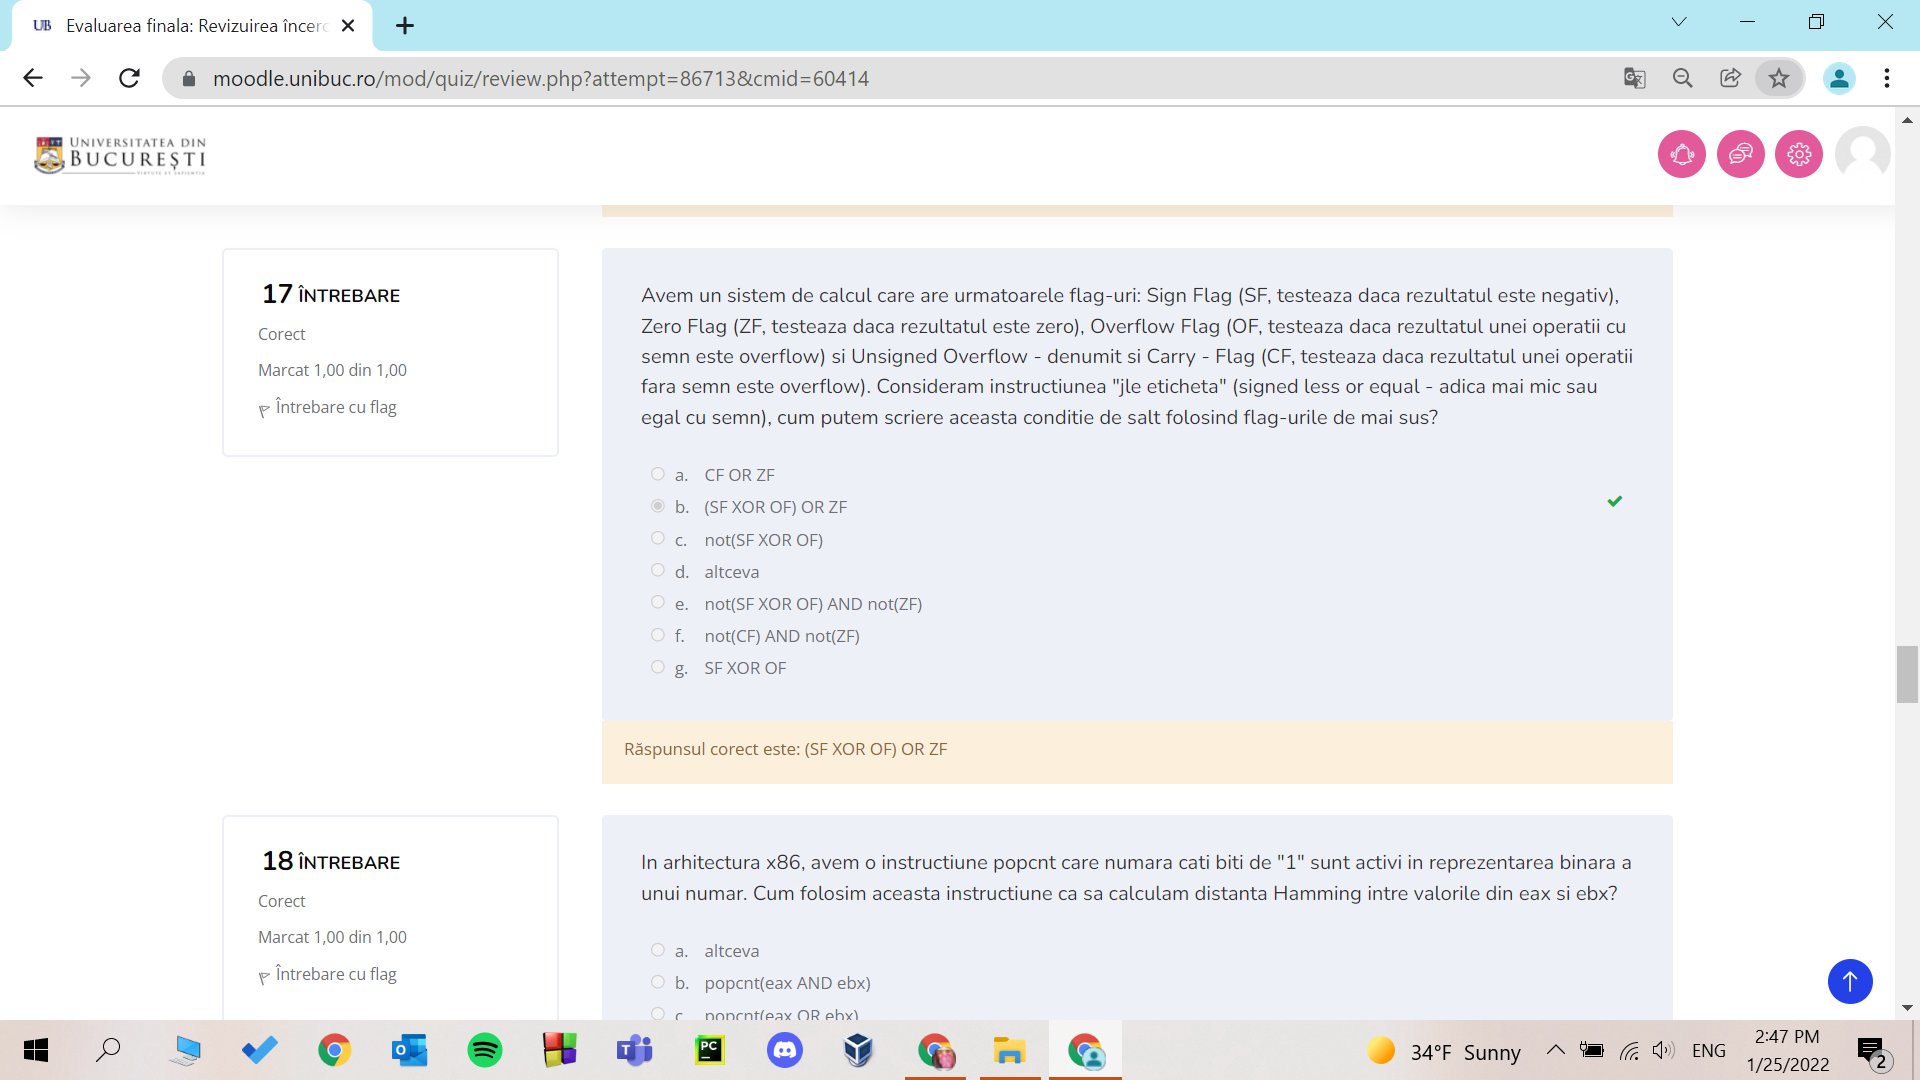 UB Evaluarea finala: Revizuirea încerc
moodle.unibuc.ro/mod/quiz/review.php?attempt=86713&cmid=60414
UNIVERSITATEA DIN
BUCUREȘTI
VIRTUTE ET SAPIENTIA
17 ÎNTREBARE
Corect
Marcat 1,00 din 1,00
Întrebare cu flag
Avem un sistem de calcul care are urmatoarele flag-uri: Sign Flag (SF, testeaza daca rezultatul este negativ),
Zero Flag (ZF, testeaza daca rezultatul este zero), Overflow Flag (OF, testeaza daca rezultatul unei operatii cu
semn este overflow) si Unsigned Overflow - denumit si Carry - Flag (CF, testeaza daca rezultatul unei operatii
fara semn este overflow). Consideram instructiunea "jle eticheta" (signed less or equal - adica mai mic sau
egal cu semn), cum putem scriere aceasta conditie de salt folosind flag-urile de mai sus?
a. CF OR ZF
b. (SF XOR OF) OR ZF
c. not(SF XOR OF)
d. altceva
e. not(SF XOR OF) AND not(ZF)
f. not(CF) AND not(ZF)
g. SF XOR OF
Răspunsul corect este: (SF XOR OF) OR ZF
18 ÎNTREBARE
Corect
Marcat 1,00 din 1,00
Întrebare cu flag
In arhitectura x86, avem o instructiune popcnt care numara cati biti de "1" sunt activi in reprezentarea binara a
unui numar. Cum folosim aceasta instructiune ca sa calculam distanta Hamming intre valorile din eax si ebx?
a. altceva
b. popcnt(eax AND ebx)
c. popcnt(eax OR ebx)
34°F Sunny
ENG
2:47 PM
1/25/2022
2